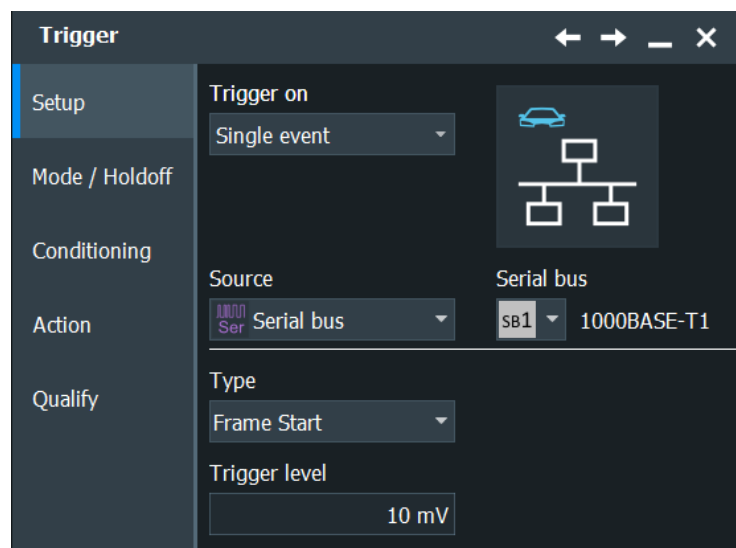 Trigger
Setup
Mode / Holdoff
Conditioning
Action
Qualify
Trigger on
Single event
Source
Serial bus
Ser Serial bus
SB1 1000BASE-T1
Type
Frame Start
Trigger level
10 mV